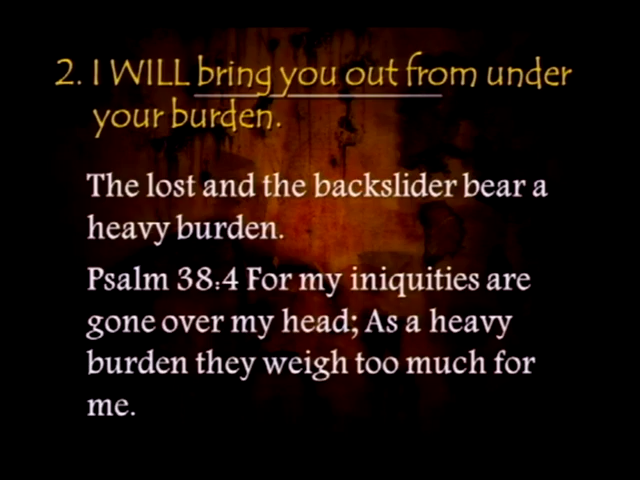 2. I WILL bring you out from under
your burden.
The lost and the backslider bear a
heavy burden.
Psalm 38:4 For my iniquities are
gone over my head; As a heavy
burden they weigh too much for
me.